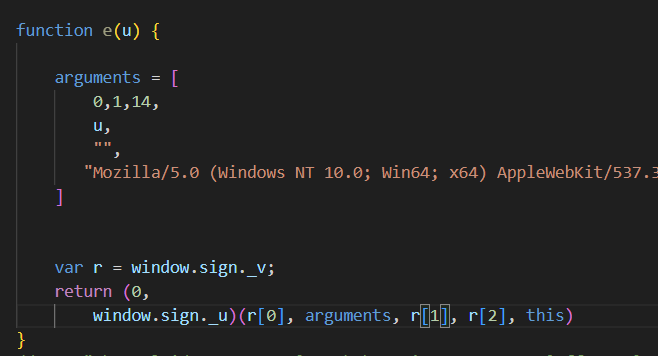 function e(u) {
arguments = [
0,1,14,
u,
"",
"Mozilla/5.0 (Windows NT 10.0; Win64; x64) AppleWebKit/537.3
]
var r = window.sign._v;
return (0,
window.sign._u)(r[0], arguments, r[1], r[2], this)
}